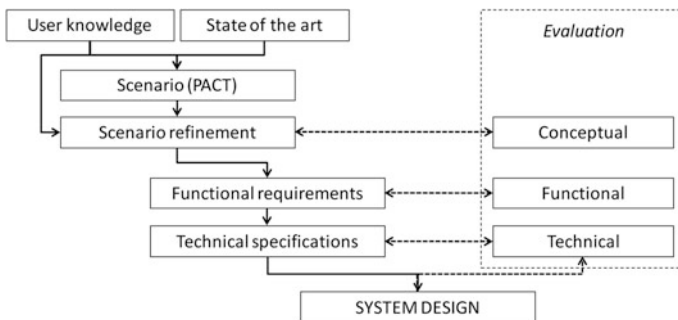 User knowledge
State of the art
Evaluation
Scenario (PACT)
Scenario refinement
Conceptual
Functional requirements
Functional
Technical specifications
Technical
SYSTEM DESIGN